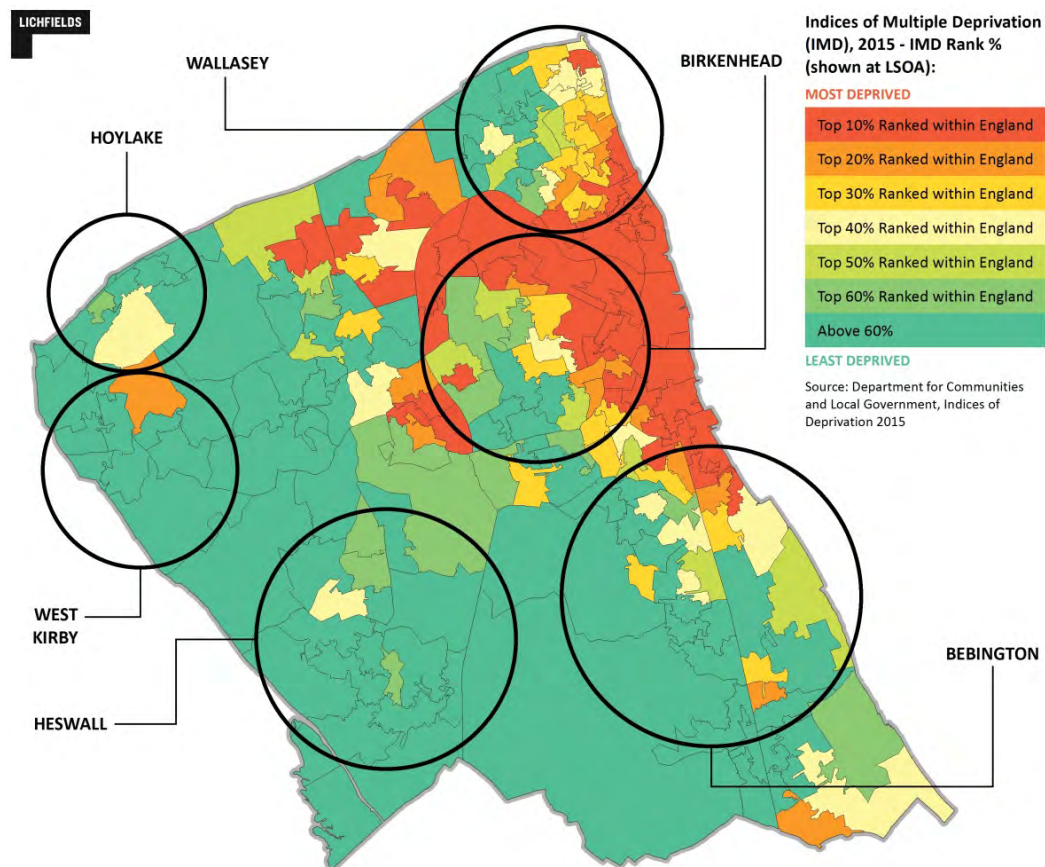 LICHFIELDS
WALLASEY
BIRKENHEAD
HOYLAKE
WEST
KIRBY
HESWALL
BEBINGTON
Indices of Multiple Deprivation
(IMD), 2015 - IMD Rank %
(shown at LSOA):
MOST DEPRIVED
Top 10% Ranked within England
Top 20% Ranked within England
Top 30% Ranked within England
Top 40% Ranked within England
Top 50% Ranked within England
Top 60% Ranked within England
Above 60%
LEAST DEPRIVED
Source: Department for Communities
and Local Government, Indices of
Deprivation 2015